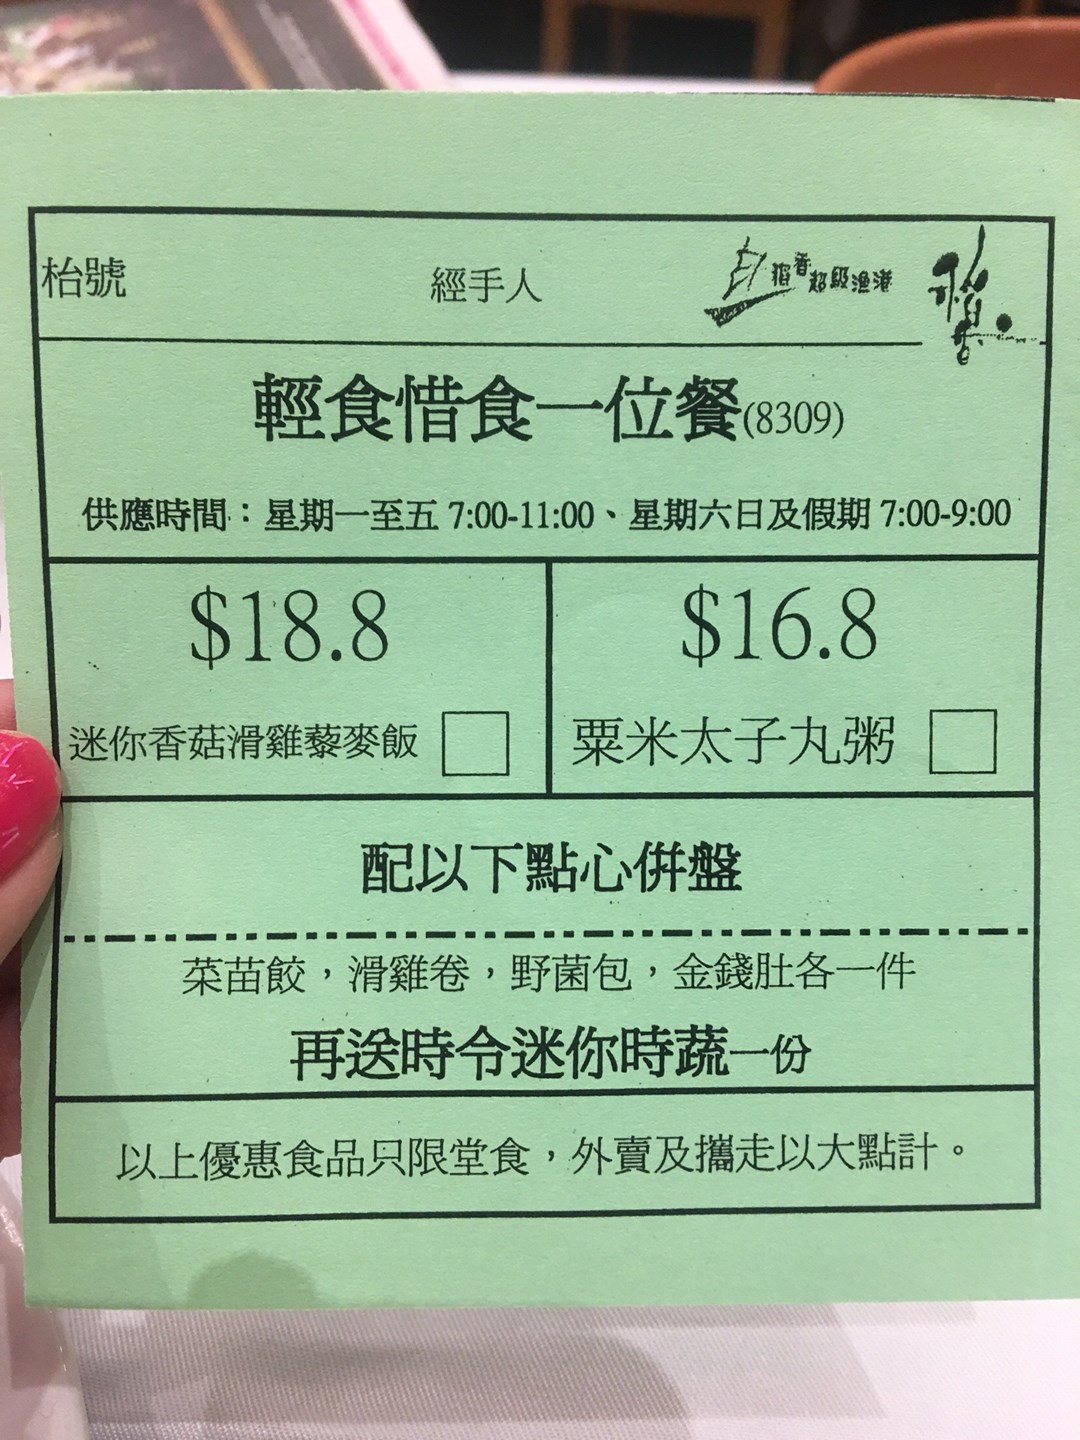 枱號 經手人 稻香超級漁港 稻香
輕食惜食一位餐(8309)
供應時間：星期一至五 7:00-11:00、星期六日及假期 7:00-9:00
$18.8 $16.8
迷你香菇滑雞藜麥飯 粟米太子丸粥
配以下點心併盤
菜苗餃，滑雞卷，野菌包，金錢肚各一件
再送時令迷你時蔬一份
以上優惠食品只限堂食，外賣及攜走以大點計。